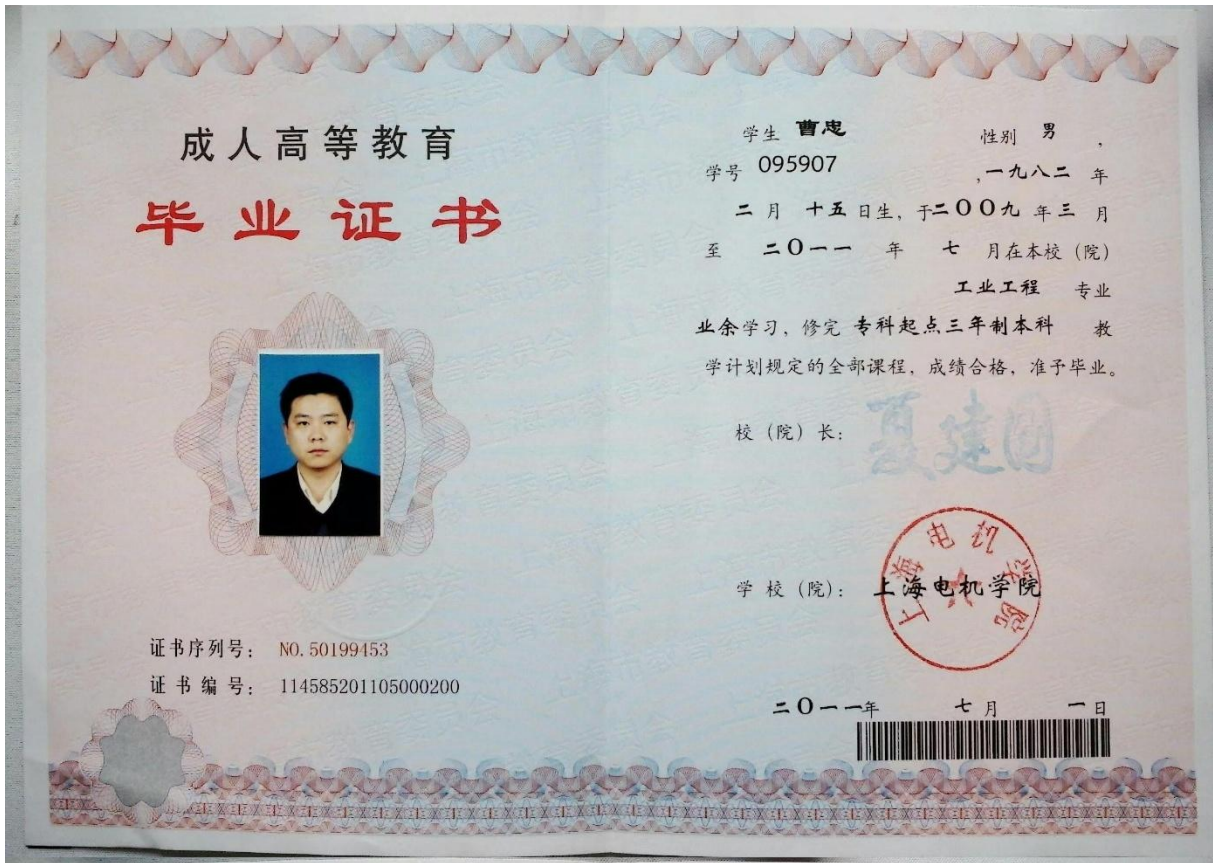 成人高等教育
毕业证书
证书序列号： NO.50199453
证书编号： 114585201105000200
学生 曹忠 性别 男 ，
学号 095907 ，一九八二 年
二 月 十五 日生，于二〇〇九 年三 月
至 二〇一一 年 七 月在本校（院）
工业工程 专业
业余学习，修完 专科起点三年制本科 教
学计划规定的全部课程，成绩合格，准予毕业。
校（院）长： 夏建国
上海电机学院
学校（院）： 上海电机学院
二〇一一年 七月 一日